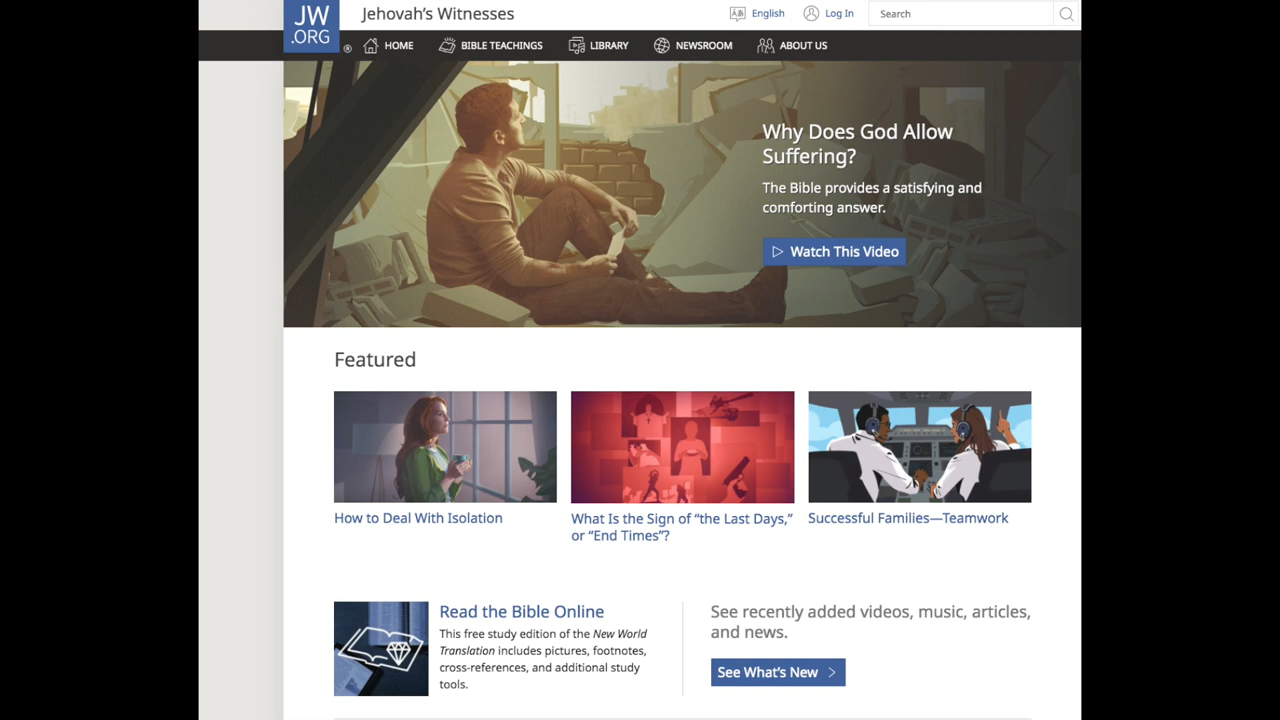 JW
.ORG
®
Jehovah’s Witnesses
English
Log In
Search
HOME
BIBLE TEACHINGS
LIBRARY
NEWSROOM
ABOUT US
Why Does God Allow
Suffering?
The Bible provides a satisfying and
comforting answer.
Watch This Video
Featured
How to Deal With Isolation
What Is the Sign of “the Last Days,”
or “End Times”?
Successful Families—Teamwork
Read the Bible Online
This free study edition of the New World
Translation includes pictures, footnotes,
cross-references, and additional study
tools.
See recently added videos, music, articles,
and news.
See What’s New